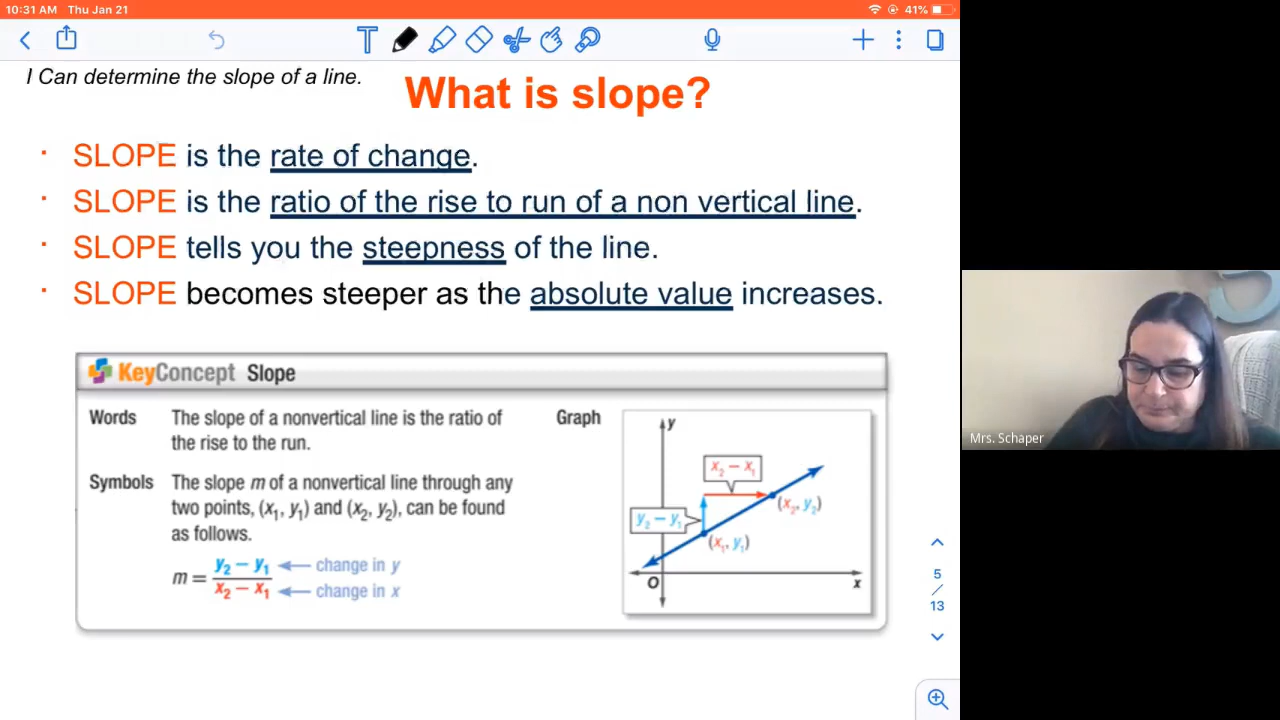 10:31 AM Thu Jan 21
41%
I Can determine the slope of a line.
What is slope?
· SLOPE is the rate of change.
· SLOPE is the ratio of the rise to run of a non vertical line.
· SLOPE tells you the steepness of the line.
· SLOPE becomes steeper as the absolute value increases.
KeyConcept Slope
Words The slope of a nonvertical line is the ratio of
the rise to the run.
Symbols The slope m of a nonvertical line through any
two points, (x₁, y₁) and (x₂, y₂), can be found
as follows.
m = y₂ − y₁ / x₂ − x₁
change in y
change in x
Graph
y
x₂ − x₁
(x₂, y₂)
y₂ − y₁
(x₁, y₁)
O
x
5
/
13
Mrs. Schaper